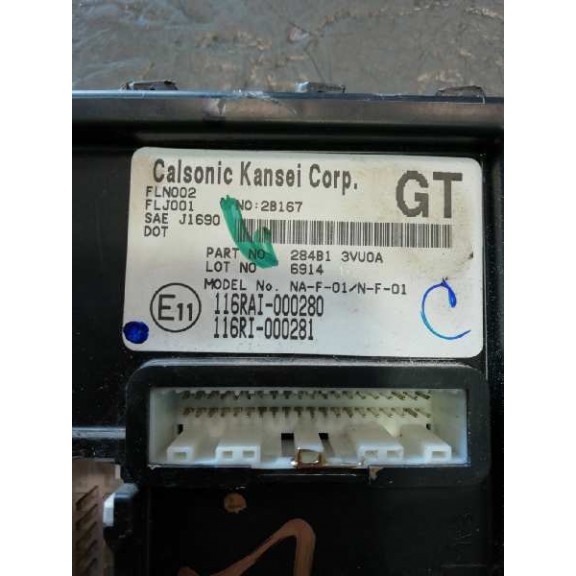 Calsonic Kansei Corp.
GT
FLN002
FLJ001 NO:28167
SAE J1690
DOT
PART NO 284B1 3VU0A
LOT NO 6914
MODEL No. NA-F-01/N-F-01
E11 116RAI-000280
116RI-000281
C